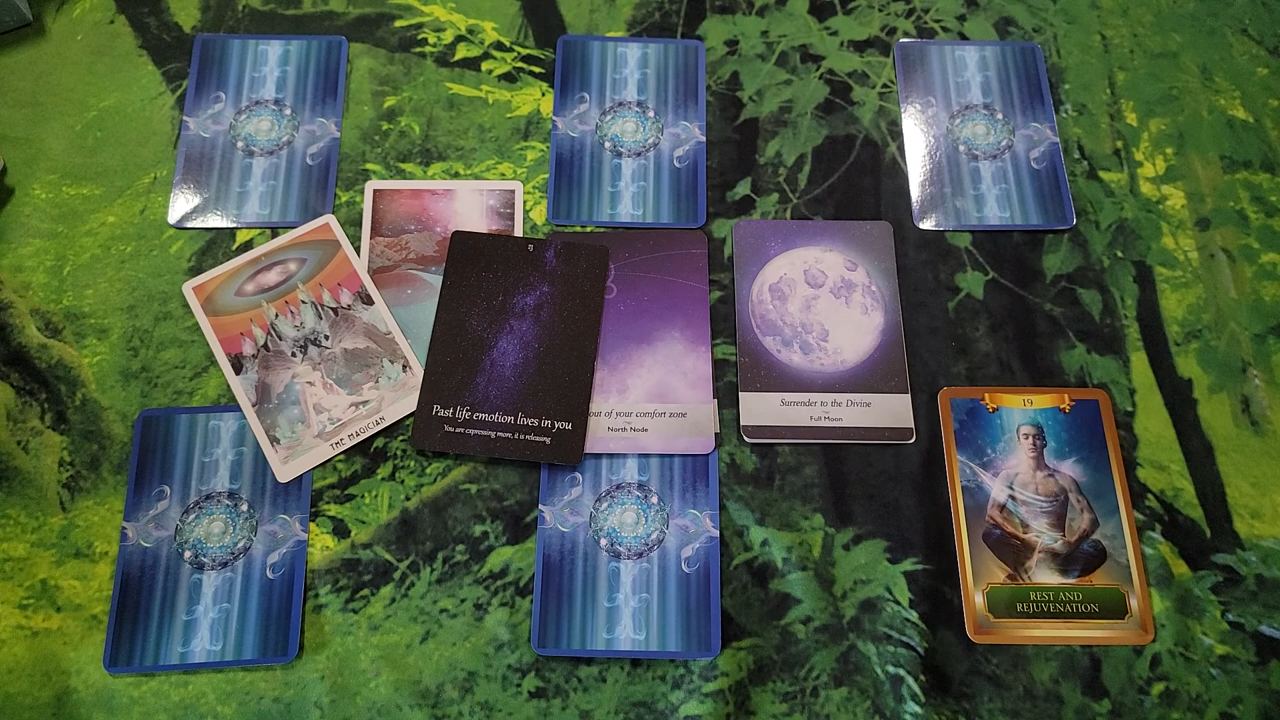 THE MAGICIAN
Past life emotion lives in you
You are expressing more, it is releasing
out of your comfort zone
North Node
Surrender to the Divine
Full Moon
19
REST AND
REJUVENATION